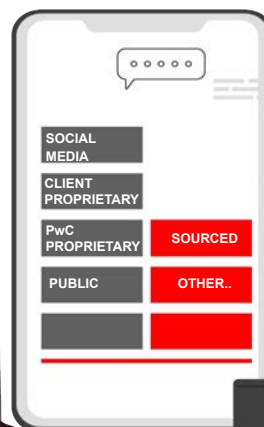 SOCIAL
MEDIA
CLIENT
PROPRIETARY
PwC
PROPRIETARY
SOURCED
PUBLIC
OTHER..